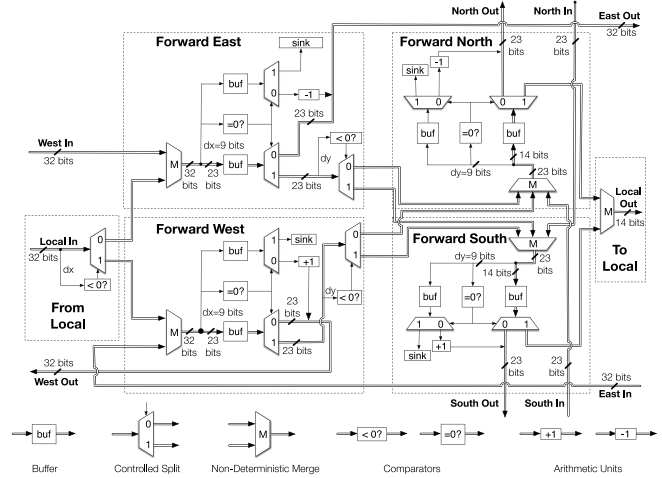 North Out
North In
East Out
32 bits
Forward East
Forward North
23 bits
23 bits
sink
1
0
buf
-1
=0?
23 bits
West In
32 bits
M
32 bits
23 bits
dx=9 bits
buf
0
1
23 bits
< 0?
dy
0
1
sink
-1
1 0
0 1
buf
=0?
buf
14 bits
dy=9 bits
23 bits
M
Local Out
14 bits
M
To Local
Local In
32 bits
dx
0
1
< 0?
From Local
Forward West
buf
1
0
sink
+1
=0?
dx=9 bits
M
32 bits
23 bits
buf
0
1
23 bits
23 bits
0
1
dy
< 0?
Forward South
M
dy=9 bits
14 bits
23 bits
buf
=0?
buf
1 0
0 1
sink
+1
32 bits
West Out
23 bits
23 bits
32 bits
East In
South Out
South In
buf
0
1
M
< 0?
=0?
+1
-1
Buffer
Controlled Split
Non-Deterministic Merge
Comparators
Arithmetic Units